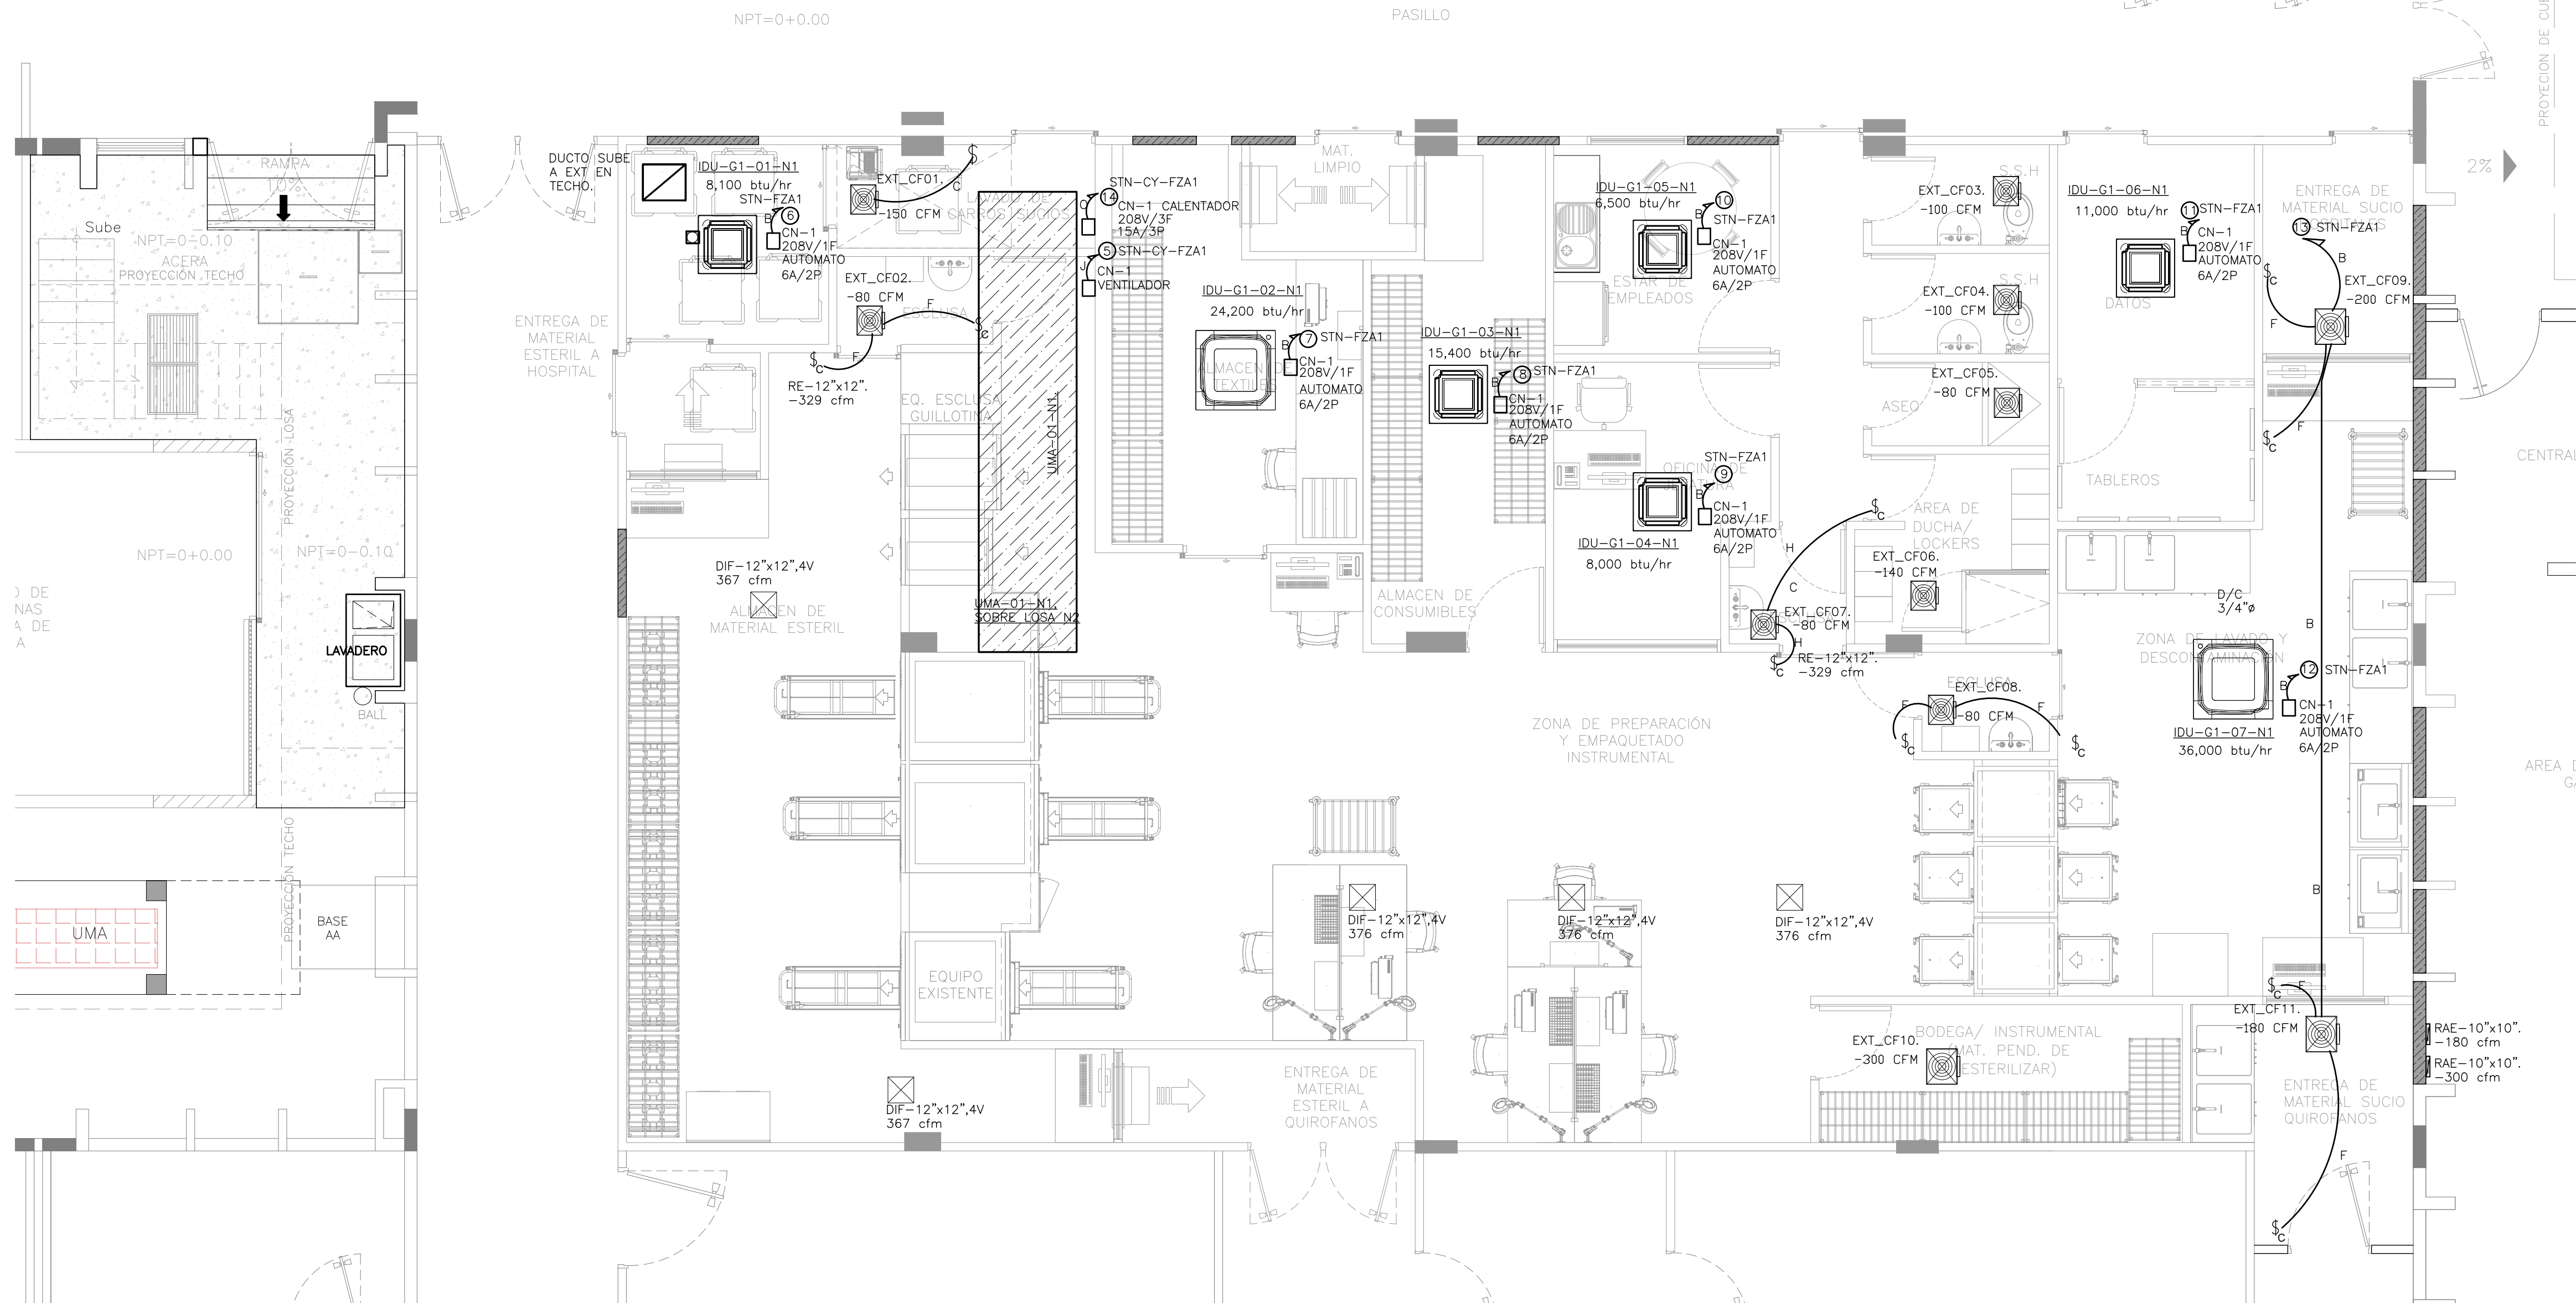 NPT=0+0.00
PASILLO
PROYECION DE CUB
RAMPA
10%
Sube
NPT=0-0.10
ACERA
PROYECCIÓN TECHO
DUCTO SUBE
A EXT EN
TECHO.
IDU-G1-01-N1
8,100 btu/hr
STN-FZA1
6
B
CN-1
208V/1F
AUTOMATO
6A/2P
EXT_CF01.
-150 CFM
C
LAVADO DE
CARROS SUCIOS
STN-CY-FZA1
14
C
CN-1 CALENTADOR
208V/3F
15A/3P
5
STN-CY-FZA1
J
CN-1
VENTILADOR
MAT.
LIMPIO
IDU-G1-05-N1
6,500 btu/hr
10
STN-FZA1
B
CN-1
208V/1F
AUTOMATO
6A/2P
ESTAR DE
EMPLEADOS
S.S.H
EXT_CF03.
-100 CFM
IDU-G1-06-N1
11,000 btu/hr
11
STN-FZA1
B
CN-1
208V/1F
AUTOMATO
6A/2P
DATOS
ENTREGA DE
MATERIAL SUCIO
HOSPITALES
13
STN-FZA1
B
$c
F
EXT_CF09.
-200 CFM
2%
EXT_CF02.
-80 CFM
F
$c
ESCLUSA
$c
F
RE-12"x12".
-329 cfm
ENTREGA DE
MATERIAL
ESTERIL A
HOSPITAL
IDU-G1-02-N1
24,200 btu/hr
7
STN-FZA1
B
CN-1
208V/1F
AUTOMATO
6A/2P
ALMACEN DE
TEXTILES
IDU-G1-03-N1
15,400 btu/hr
8
STN-FZA1
B
CN-1
208V/1F
AUTOMATO
6A/2P
EXT_CF04.
-100 CFM
S.S.H
EXT_CF05.
-80 CFM
ASEO
F
$c
EQ. ESCLUSA
GUILLOTINA
UMA-01-N1
PROYECCIÓN LOSA
STN-FZA1
9
OFICINA DE
JEFATURA
B
CN-1
208V/1F
AUTOMATO
6A/2P
IDU-G1-04-N1
8,000 btu/hr
TABLEROS
CENTRAL
$c
AREA DE
DUCHA/
LOCKERS
H
C
NPT=0+0.00
NPT=0-0.10
DIF-12"x12",4V
367 cfm
ALMACEN DE
MATERIAL ESTERIL
UMA-01-N1,
SOBRE LOSA N2
ALMACEN DE
CONSUMIBLES
EXT_CF06.
-140 CFM
EXT_CF07.
-80 CFM
H
$c
RE-12"x12".
-329 cfm
D/C
3/4"ø
B
ZONA DE LAVADO Y
DESCONTAMINACIÓN
12
STN-FZA1
B
CN-1
208V/1F
AUTOMATO
6A/2P
IDU-G1-07-N1
36,000 btu/hr
LAVADERO
BALL
ESCLUSA
EXT_CF08.
-80 CFM
F
F
$c
$c
ZONA DE PREPARACIÓN
Y EMPAQUETADO
INSTRUMENTAL
PROYECCIÓN TECHO
UMA
BASE
AA
DIF-12"x12",4V
376 cfm
DIF-12"x12",4V
376 cfm
DIF-12"x12",4V
376 cfm
B
EQUIPO
EXISTENTE
$c
F
EXT_CF11.
-180 CFM
RAE-10"x10".
-180 cfm
RAE-10"x10".
-300 cfm
EXT_CF10.
-300 CFM
BODEGA/ INSTRUMENTAL
(MAT. PEND. DE
ESTERILIZAR)
DIF-12"x12",4V
367 cfm
ENTREGA DE
MATERIAL
ESTERIL A
QUIROFANOS
ENTREGA DE
MATERIAL SUCIO
QUIROFANOS
F
$c